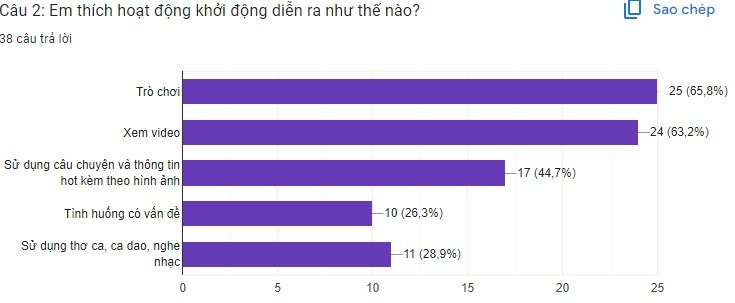 Câu 2: Em thích hoạt động khởi động diễn ra như thế nào?
Sao chép
38 câu trả lời
Trò chơi
25 (65,8%)
Xem video
24 (63,2%)
Sử dụng câu chuyện và thông tin
hot kèm theo hình ảnh
17 (44,7%)
Tình huống có vấn đề
10 (26,3%)
Sử dụng thơ ca, ca dao, nghe
nhạc
11 (28,9%)
0 5 10 15 20 25